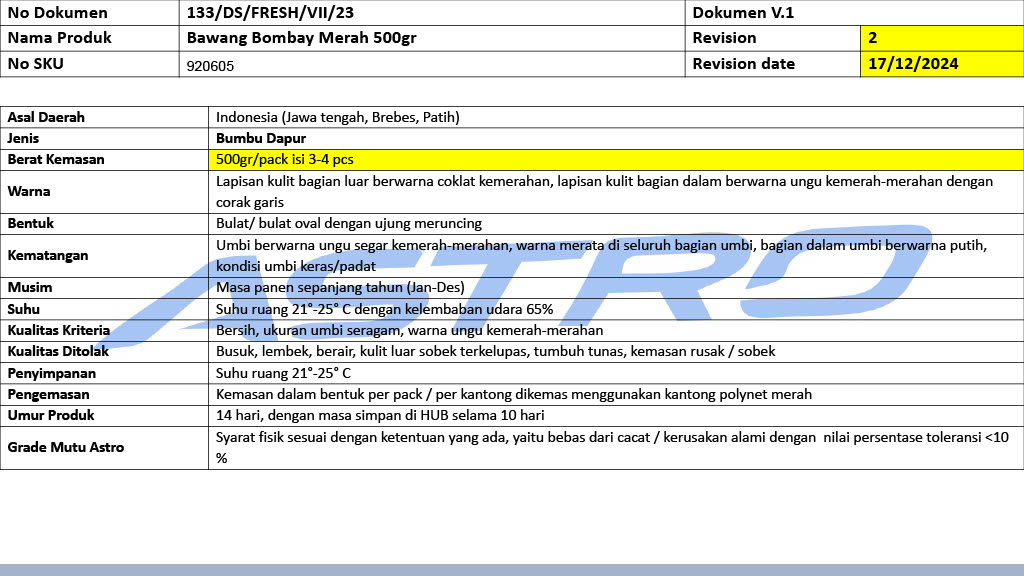 No Dokumen 133/DS/FRESH/VII/23 Dokumen V.1
Nama Produk Bawang Bombay Merah 500gr Revision 2
No SKU 920605 Revision date 17/12/2024
Asal Daerah Indonesia (Jawa tengah, Brebes, Patih)
Jenis Bumbu Dapur
Berat Kemasan 500gr/pack isi 3-4 pcs
Warna Lapisan kulit bagian luar berwarna coklat kemerahan, lapisan kulit bagian dalam berwarna ungu kemerah-merahan dengan
corak garis
Bentuk Bulat/ bulat oval dengan ujung meruncing
Kematangan Umbi berwarna ungu segar kemerah-merahan, warna merata di seluruh bagian umbi, bagian dalam umbi berwarna putih,
kondisi umbi keras/padat
Musim Masa panen sepanjang tahun (Jan-Des)
Suhu Suhu ruang 21°-25° C dengan kelembaban udara 65%
Kualitas Kriteria Bersih, ukuran umbi seragam, warna ungu kemerah-merahan
Kualitas Ditolak Busuk, lembek, berair, kulit luar sobek terkelupas, tumbuh tunas, kemasan rusak / sobek
Penyimpanan Suhu ruang 21°-25° C
Pengemasan Kemasan dalam bentuk per pack / per kantong dikemas menggunakan kantong polynet merah
Umur Produk 14 hari, dengan masa simpan di HUB selama 10 hari
Grade Mutu Astro Syarat fisik sesuai dengan ketentuan yang ada, yaitu bebas dari cacat / kerusakan alami dengan  nilai persentase toleransi <10
%
ASTRO